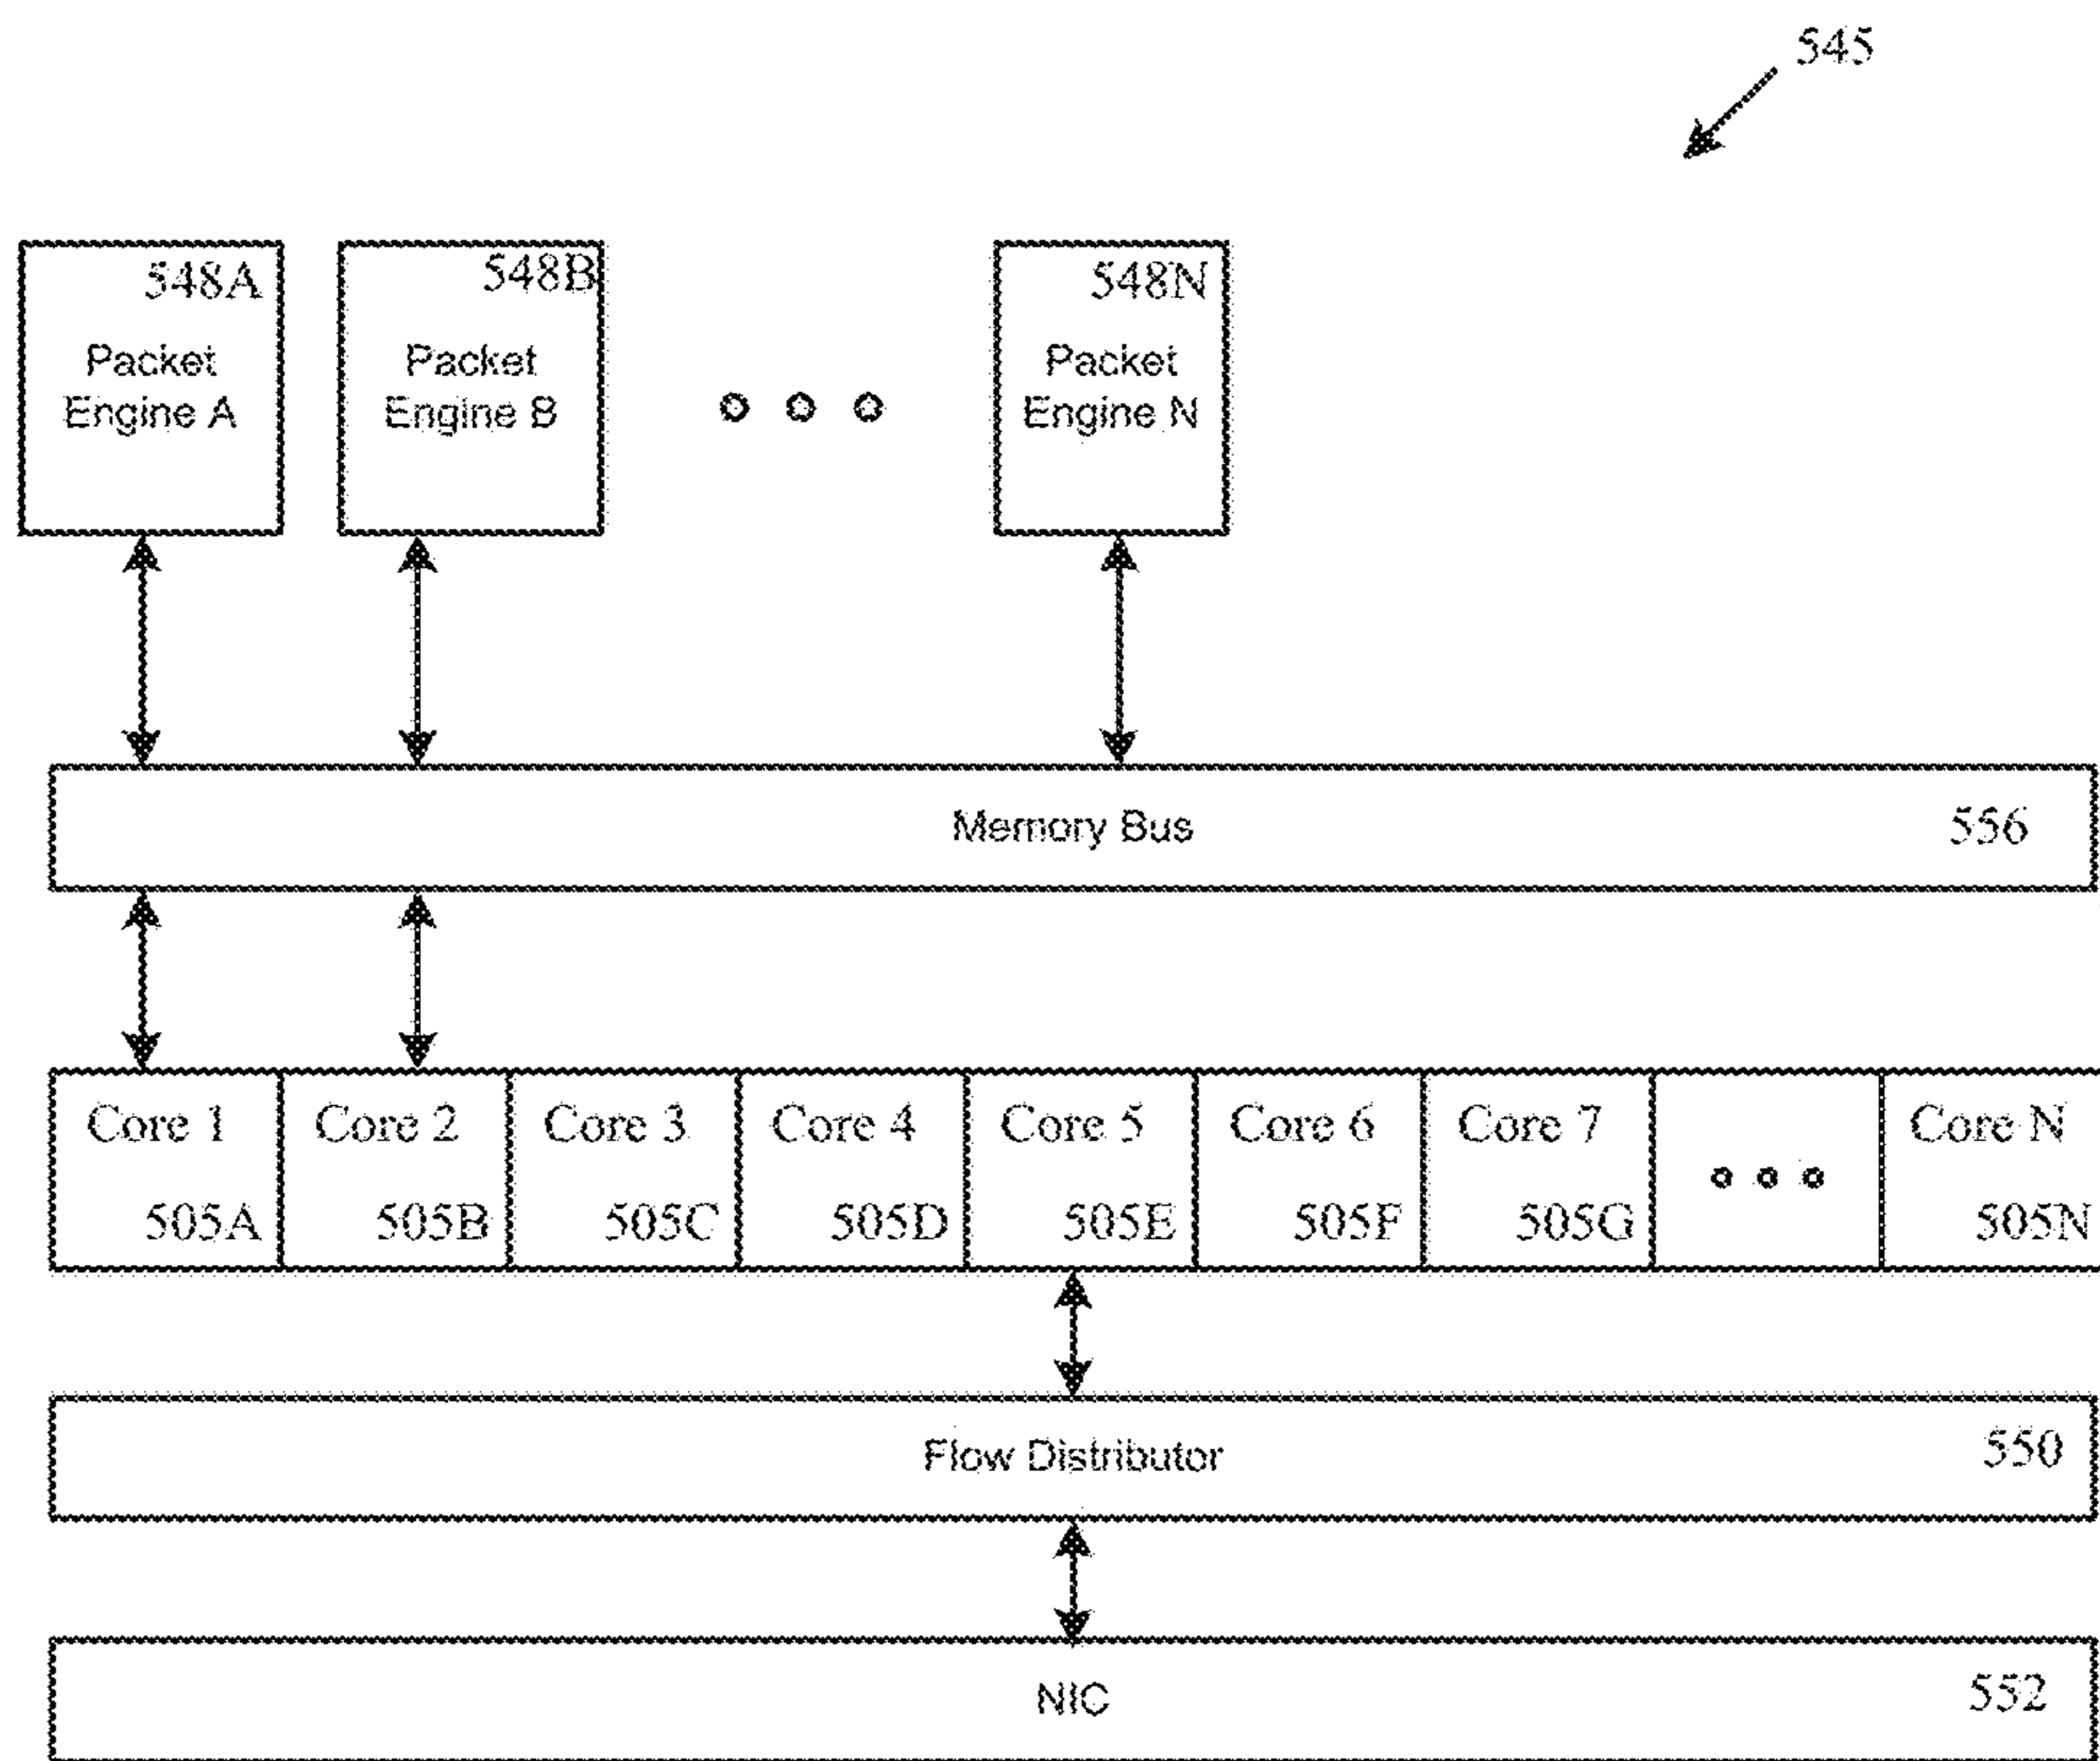 545
548A
Packet
Engine A
548B
Packet
Engine B
548N
Packet
Engine N
Memory Bus
556
Core 1
505A
Core 2
505B
Core 3
505C
Core 4
505D
Core 5
505E
Core 6
505F
Core 7
505G
Core N
505N
Flow Distributor
550
NIC
552